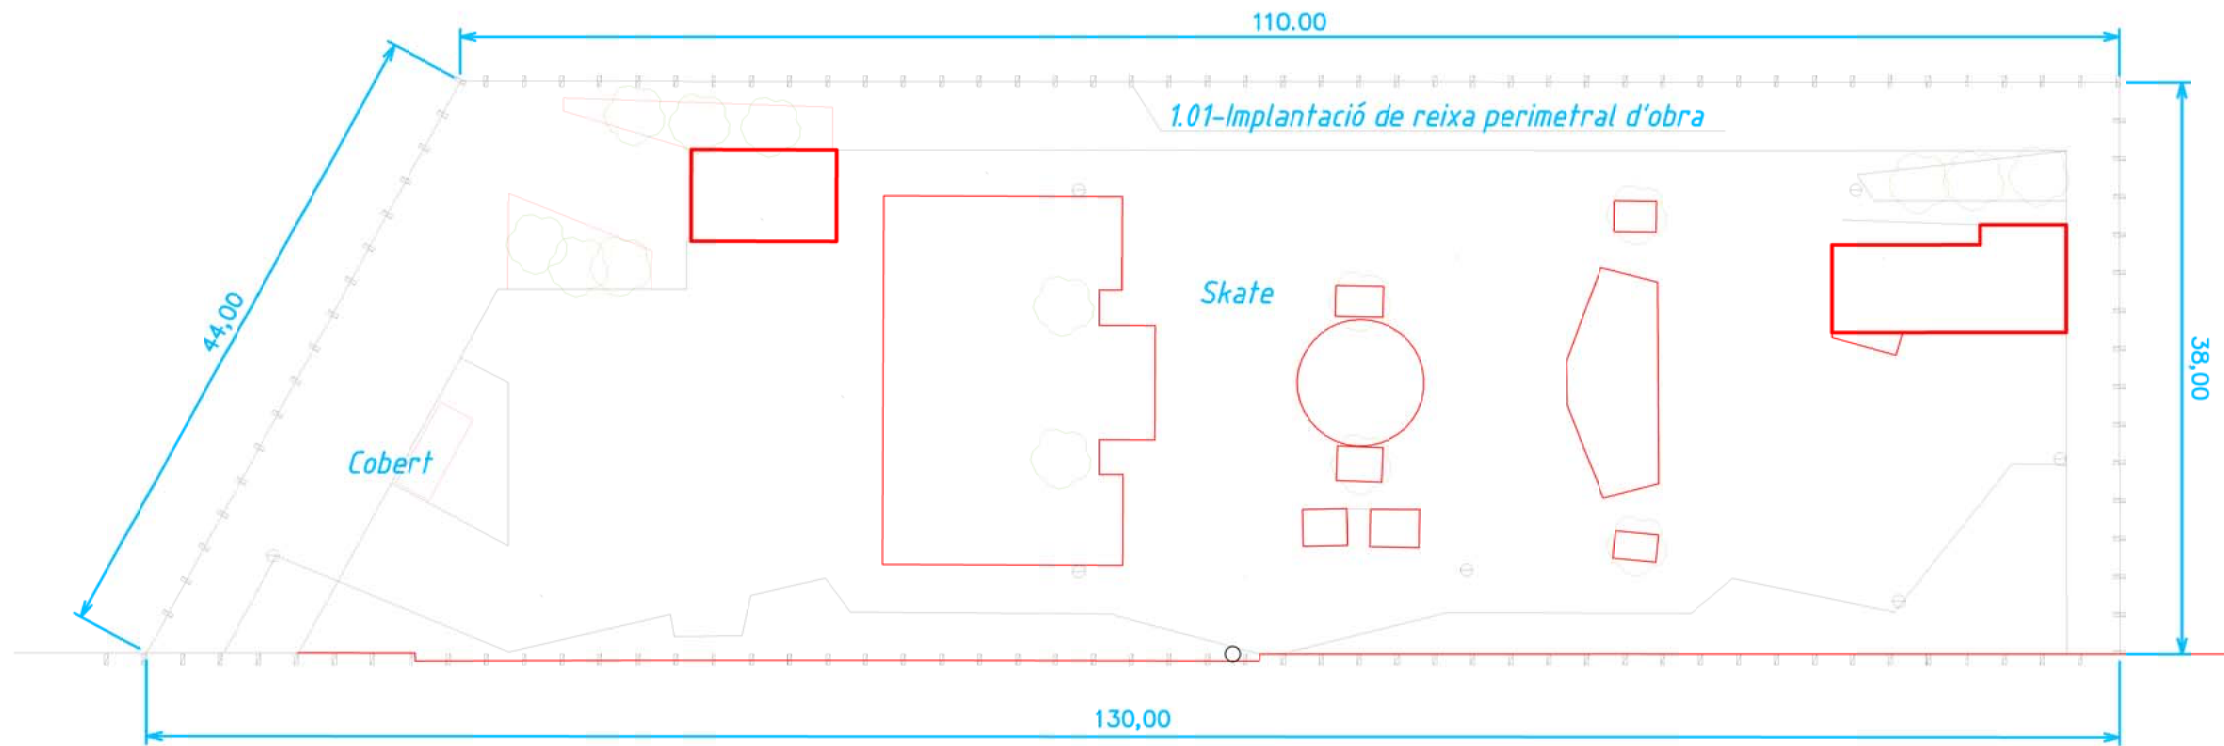 110.00
1.01-Implantació de reixa perimetral d'obra
Skate
44,00
38,00
Cobert
130,00